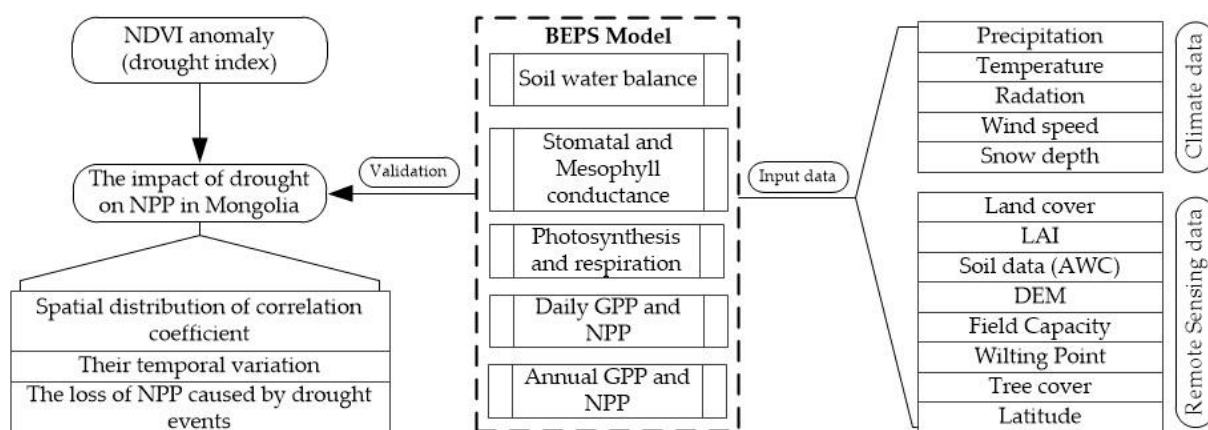 NDVI anomaly
(drought index)
The impact of drought
on NPP in Mongolia
Validation
Spatial distribution of correlation
coefficient
Their temporal variation
The loss of NPP caused by drought
events
BEPS Model
Soil water balance
Stomatal and
Mesophyll
conductance
Photosynthesis
and respiration
Daily GPP and
NPP
Annual GPP and
NPP
Input data
Precipitation
Temperature
Radation
Wind speed
Snow depth
Climate data
Land cover
LAI
Soil data (AWC)
DEM
Field Capacity
Wilting Point
Tree cover
Latitude
Remote Sensing data